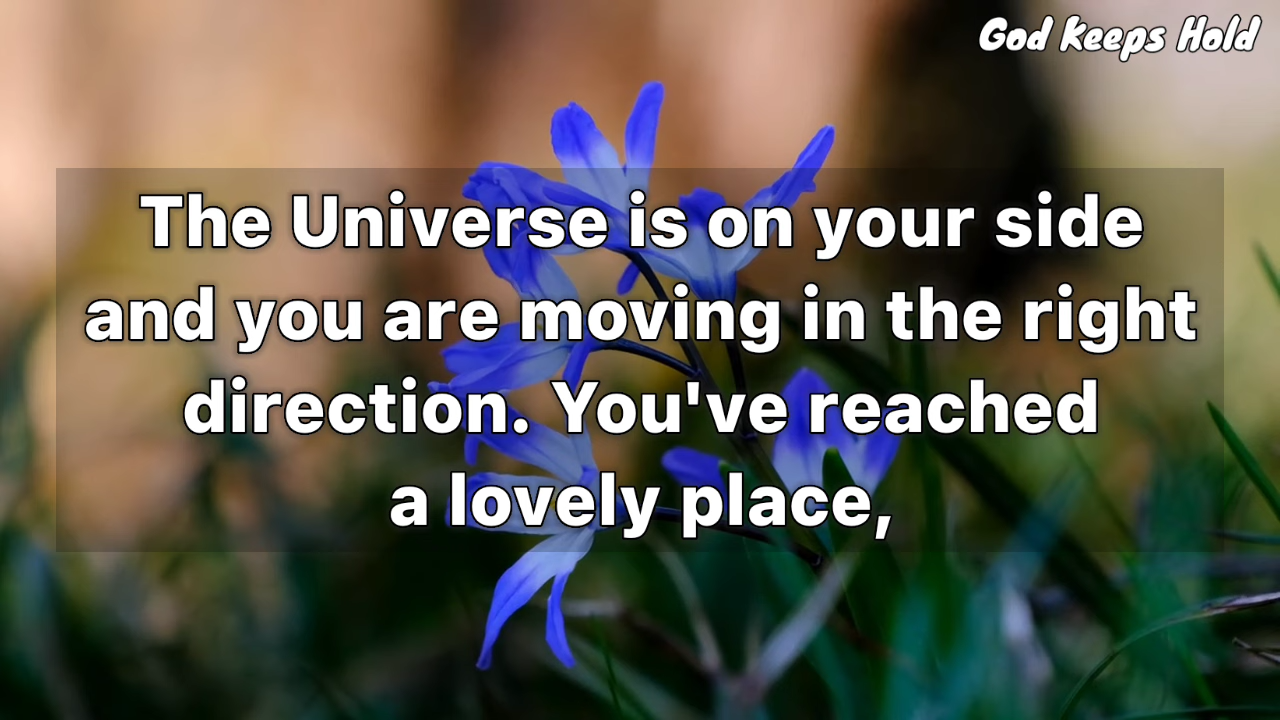 God Keeps Hold
The Universe is on your side
and you are moving in the right
direction. You've reached
a lovely place,